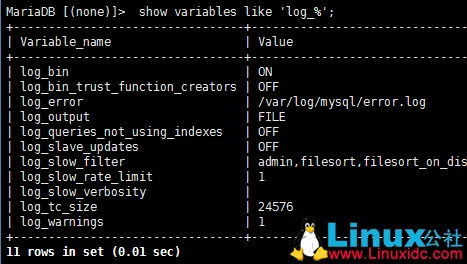 MariaDB [(none)]> show variables like 'log_%';
+---------------------------------+---------------------------
| Variable_name | Value
+---------------------------------+---------------------------
| log_bin | ON
| log_bin_trust_function_creators | OFF
| log_error | /var/log/mysql/error.log
| log_output | FILE
| log_queries_not_using_indexes | OFF
| log_slave_updates | OFF
| log_slow_filter | admin,filesort,filesort_on_dis
| log_slow_rate_limit | 1
| log_slow_verbosity |
| log_tc_size | 24576
| log_warnings | 1
+---------------------------------+---------------------------
11 rows in set (0.01 sec)
Linux公社
www.Linuxidc.com